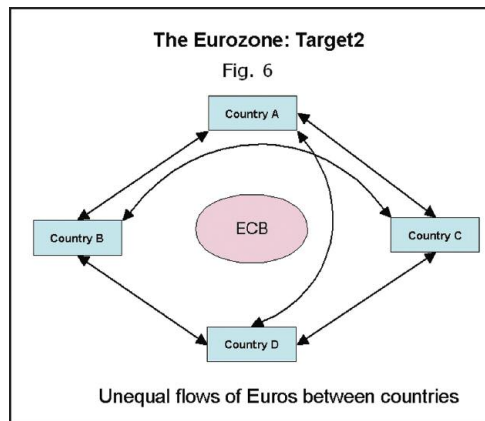 The Eurozone: Target2
Fig. 6
Country A
Country B
ECB
Country C
Country D
Unequal flows of Euros between countries